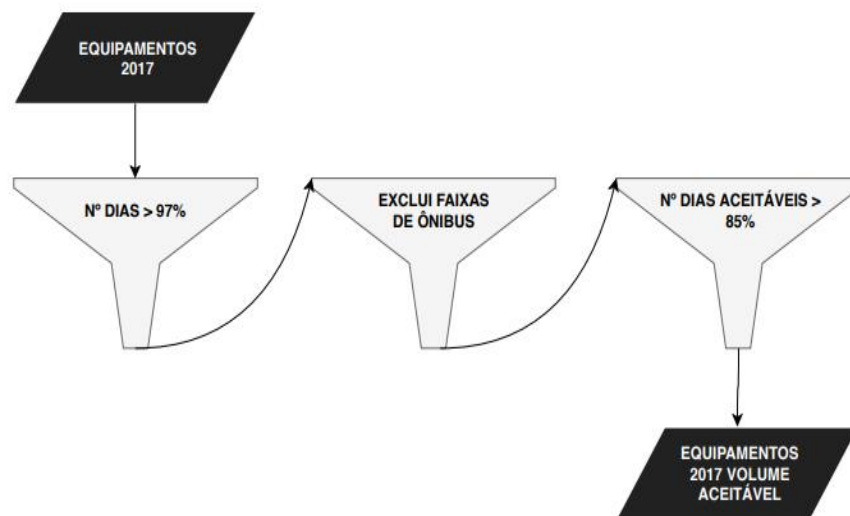 EQUIPAMENTOS
2017
Nº DIAS > 97%
EXCLUI FAIXAS
DE ÔNIBUS
Nº DIAS ACEITÁVEIS >
85%
EQUIPAMENTOS
2017 VOLUME
ACEITÁVEL